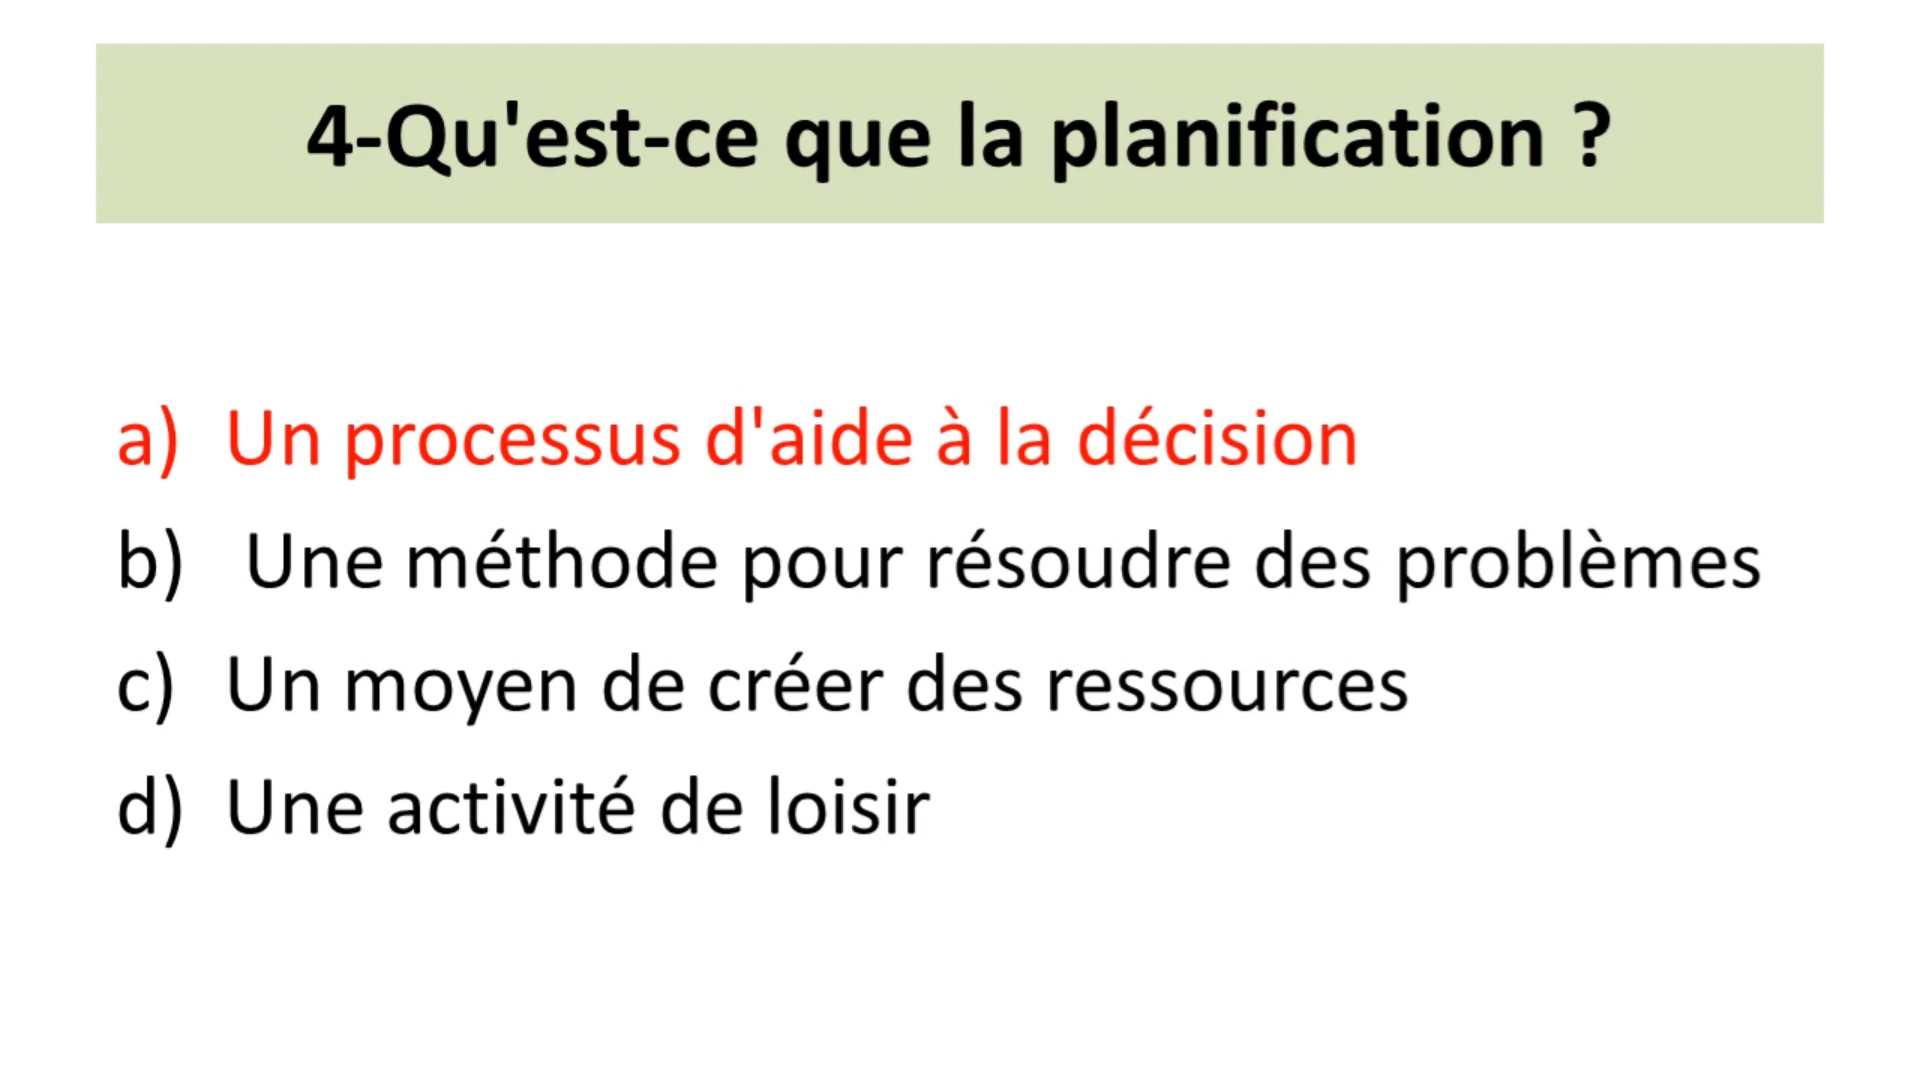 4-Qu'est-ce que la planification ?
a) Un processus d'aide à la décision
b) Une méthode pour résoudre des problèmes
c) Un moyen de créer des ressources
d) Une activité de loisir